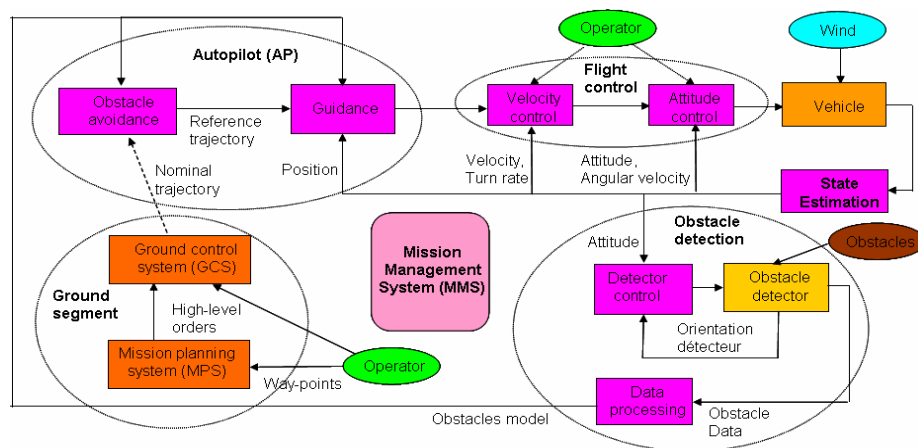 Operator
Wind
Autopilot (AP)
Flight
control
Obstacle
avoidance
Reference
trajectory
Guidance
Velocity
control
Attitude
control
Vehicle
Nominal
trajectory
Position
Velocity,
Turn rate
Attitude,
Angular velocity
State
Estimation
Mission
Management
System (MMS)
Obstacle
detection
Attitude
Obstacles
Ground control
system (GCS)
Ground
segment
High-level
orders
Detector
control
Obstacle
detector
Orientation
détecteur
Mission planning
system (MPS)
Way-points
Operator
Data
processing
Obstacle
Data
Obstacles model